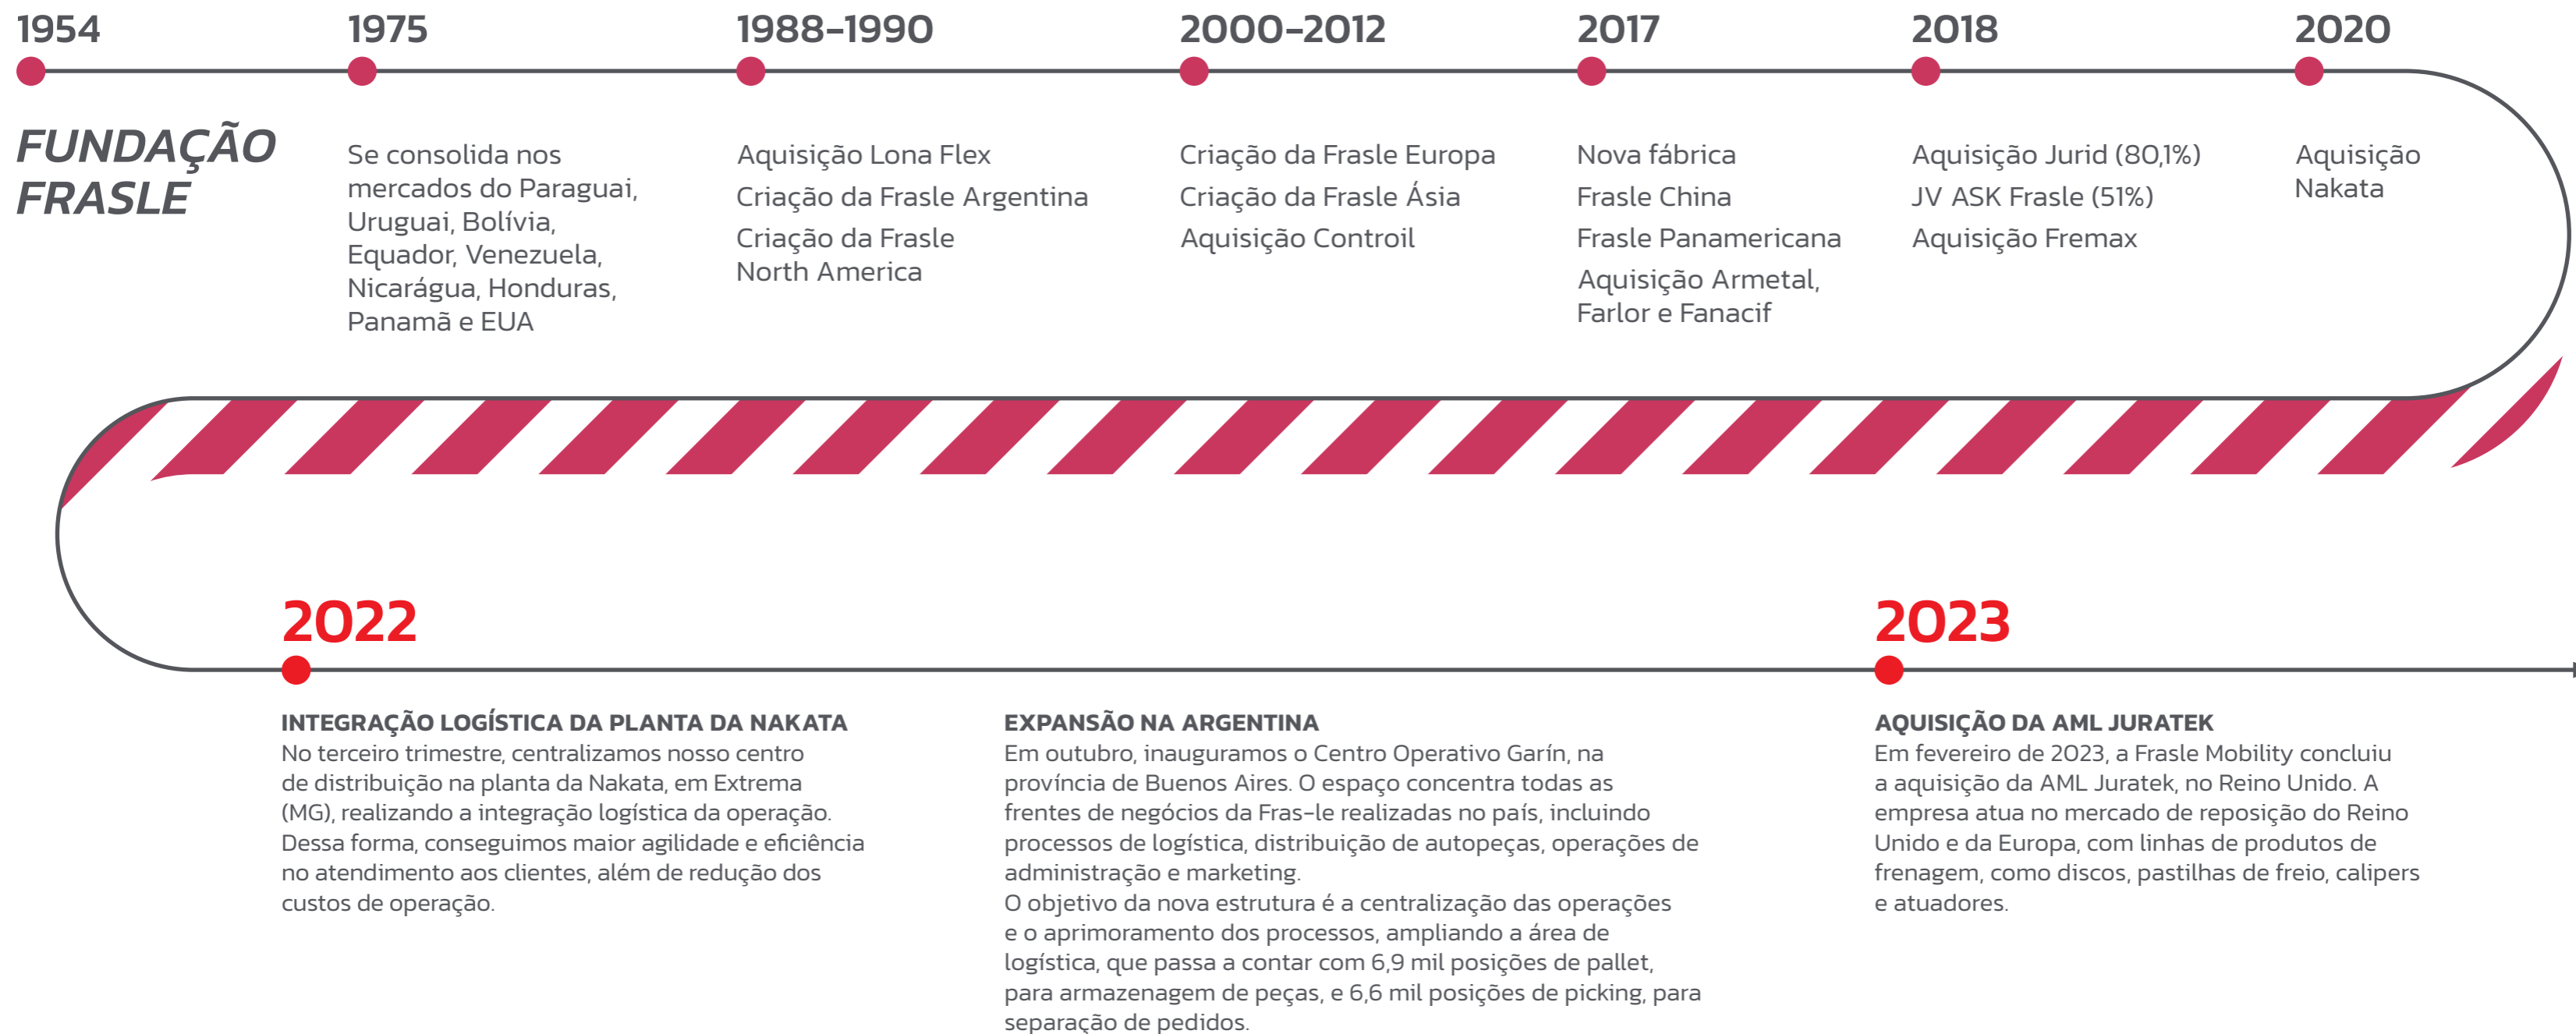 1954
FUNDAÇÃO
FRASLE
1975
Se consolida nos
mercados do Paraguai,
Uruguai, Bolívia,
Equador, Venezuela,
Nicarágua, Honduras,
Panamã e EUA
1988-1990
Aquisição Lona Flex
Criação da Frasle Argentina
Criação da Frasle
North America
2000-2012
Criação da Frasle Europa
Criação da Frasle Ásia
Aquisição Controil
2017
Nova fábrica
Frasle China
Frasle Panamericana
Aquisição Armetal,
Farlor e Fanacif
2018
Aquisição Jurid (80,1%)
JV ASK Frasle (51%)
Aquisição Fremax
2020
Aquisição
Nakata
2022
INTEGRAÇÃO LOGÍSTICA DA PLANTA DA NAKATA
No terceiro trimestre, centralizamos nosso centro
de distribuição na planta da Nakata, em Extrema
(MG), realizando a integração logística da operação.
Dessa forma, conseguimos maior agilidade e eficiência
no atendimento aos clientes, além de redução dos
custos de operação.
EXPANSÃO NA ARGENTINA
Em outubro, inauguramos o Centro Operativo Garín, na
província de Buenos Aires. O espaço concentra todas as
frentes de negócios da Fras-le realizadas no país, incluindo
processos de logística, distribuição de autopeças, operações de
administração e marketing.
O objetivo da nova estrutura é a centralização das operações
e o aprimoramento dos processos, ampliando a área de
logística, que passa a contar com 6,9 mil posições de pallet,
para armazenagem de peças, e 6,6 mil posições de picking, para
separação de pedidos.
2023
AQUISIÇÃO DA AML JURATEK
Em fevereiro de 2023, a Frasle Mobility concluiu
a aquisição da AML Juratek, no Reino Unido. A
empresa atua no mercado de reposição do Reino
Unido e da Europa, com linhas de produtos de
frenagem, como discos, pastilhas de freio, calipers
e atuadores.